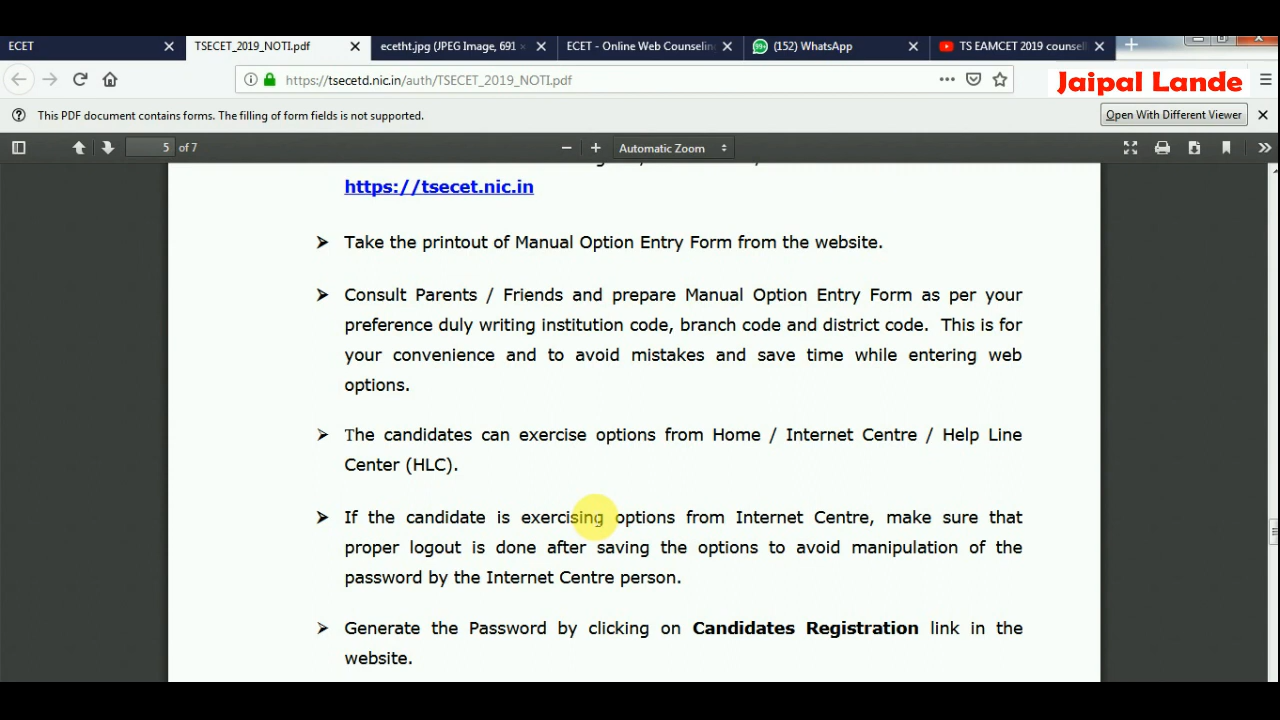 ECET
TSECET_2019_NOTI.pdf
ecetht.jpg (JPEG Image, 691
ECET - Online Web Counselin
99+ (152) WhatsApp
TS EAMCET 2019 counsel
https://tsecetd.nic.in/auth/TSECET_2019_NOTI.pdf
Jaipal Lande
This PDF document contains forms. The filling of form fields is not supported.
Open With Different Viewer
5 of 7
Automatic Zoom
https://tsecet.nic.in
Take the printout of Manual Option Entry Form from the website.
Consult Parents / Friends and prepare Manual Option Entry Form as per your
preference duly writing institution code, branch code and district code. This is for
your convenience and to avoid mistakes and save time while entering web
options.
The candidates can exercise options from Home / Internet Centre / Help Line
Center (HLC).
If the candidate is exercising options from Internet Centre, make sure that
proper logout is done after saving the options to avoid manipulation of the
password by the Internet Centre person.
Generate the Password by clicking on Candidates Registration link in the
website.